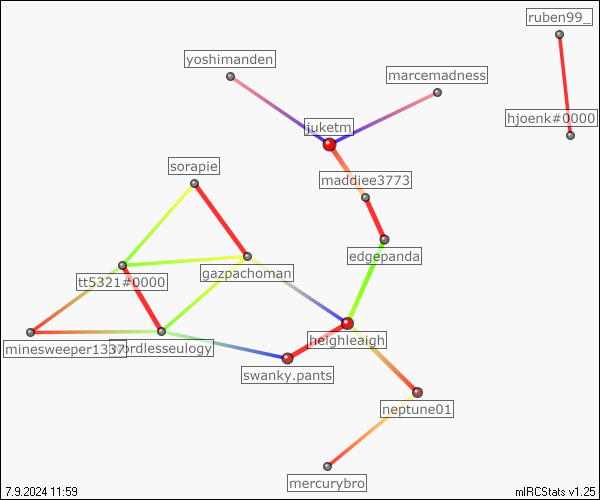 ruben99_
yoshimanden
marcemadness
hjoenk#0000
juketm
sorapie
maddiee3773
edgepanda
gazpachoman
tt5321#0000
heighleaigh
minesweeper1337
swanky.pants
neptune01
mercurybro
7.9.2024 11:59
mIRCStats v1.25